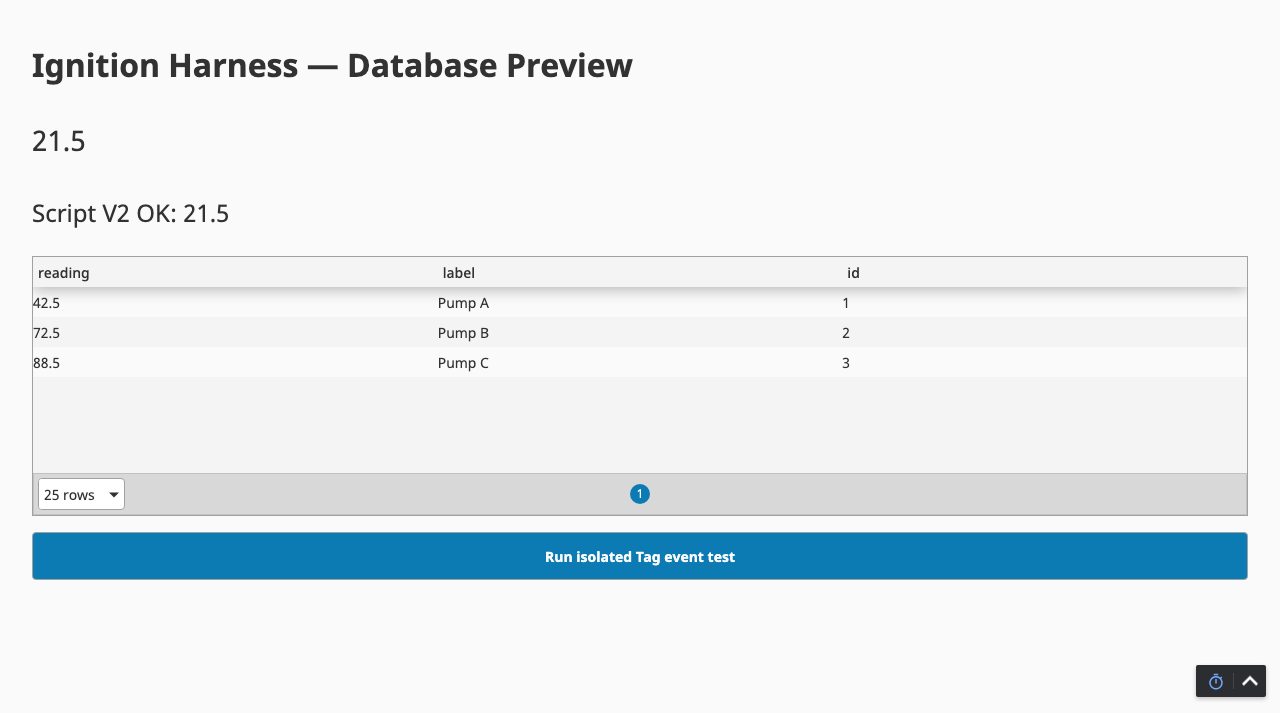 Ignition Harness — Database Preview
21.5
Script V2 OK: 21.5
reading label id
42.5 Pump A 1
72.5 Pump B 2
88.5 Pump C 3
25 rows 1
Run isolated Tag event test